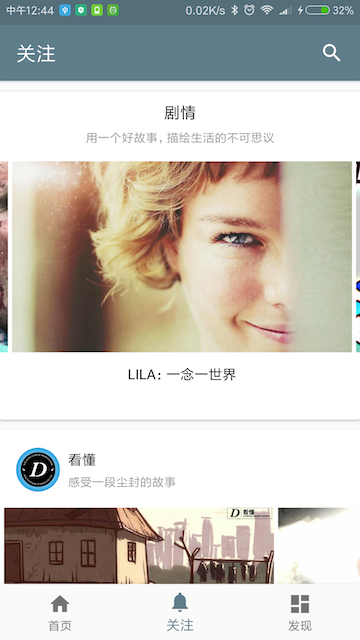 中午12:44
0.02K/s
32%
关注
剧情
用一个好故事，描绘生活的不可思议
LILA：一念一世界
D
看懂
感受一段尘封的故事
D 看懂
首页
关注
发现